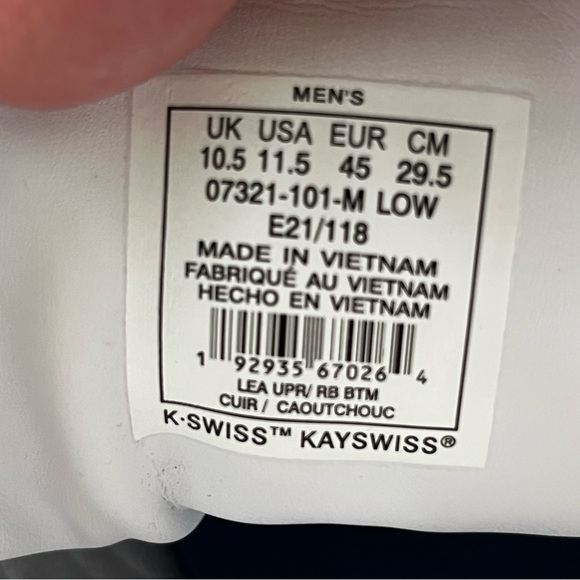 MEN'S
UK USA EUR CM
10.5 11.5 45 29.5
07321-101-M LOW
E21/118
MADE IN VIETNAM
FABRIQUÉ AU VIETNAM
HECHO EN VIETNAM
1 92935 67026 4
LEA UPR/ RB BTM
CUIR / CAOUTCHOUC
K·SWISS™ KAYSWISS®